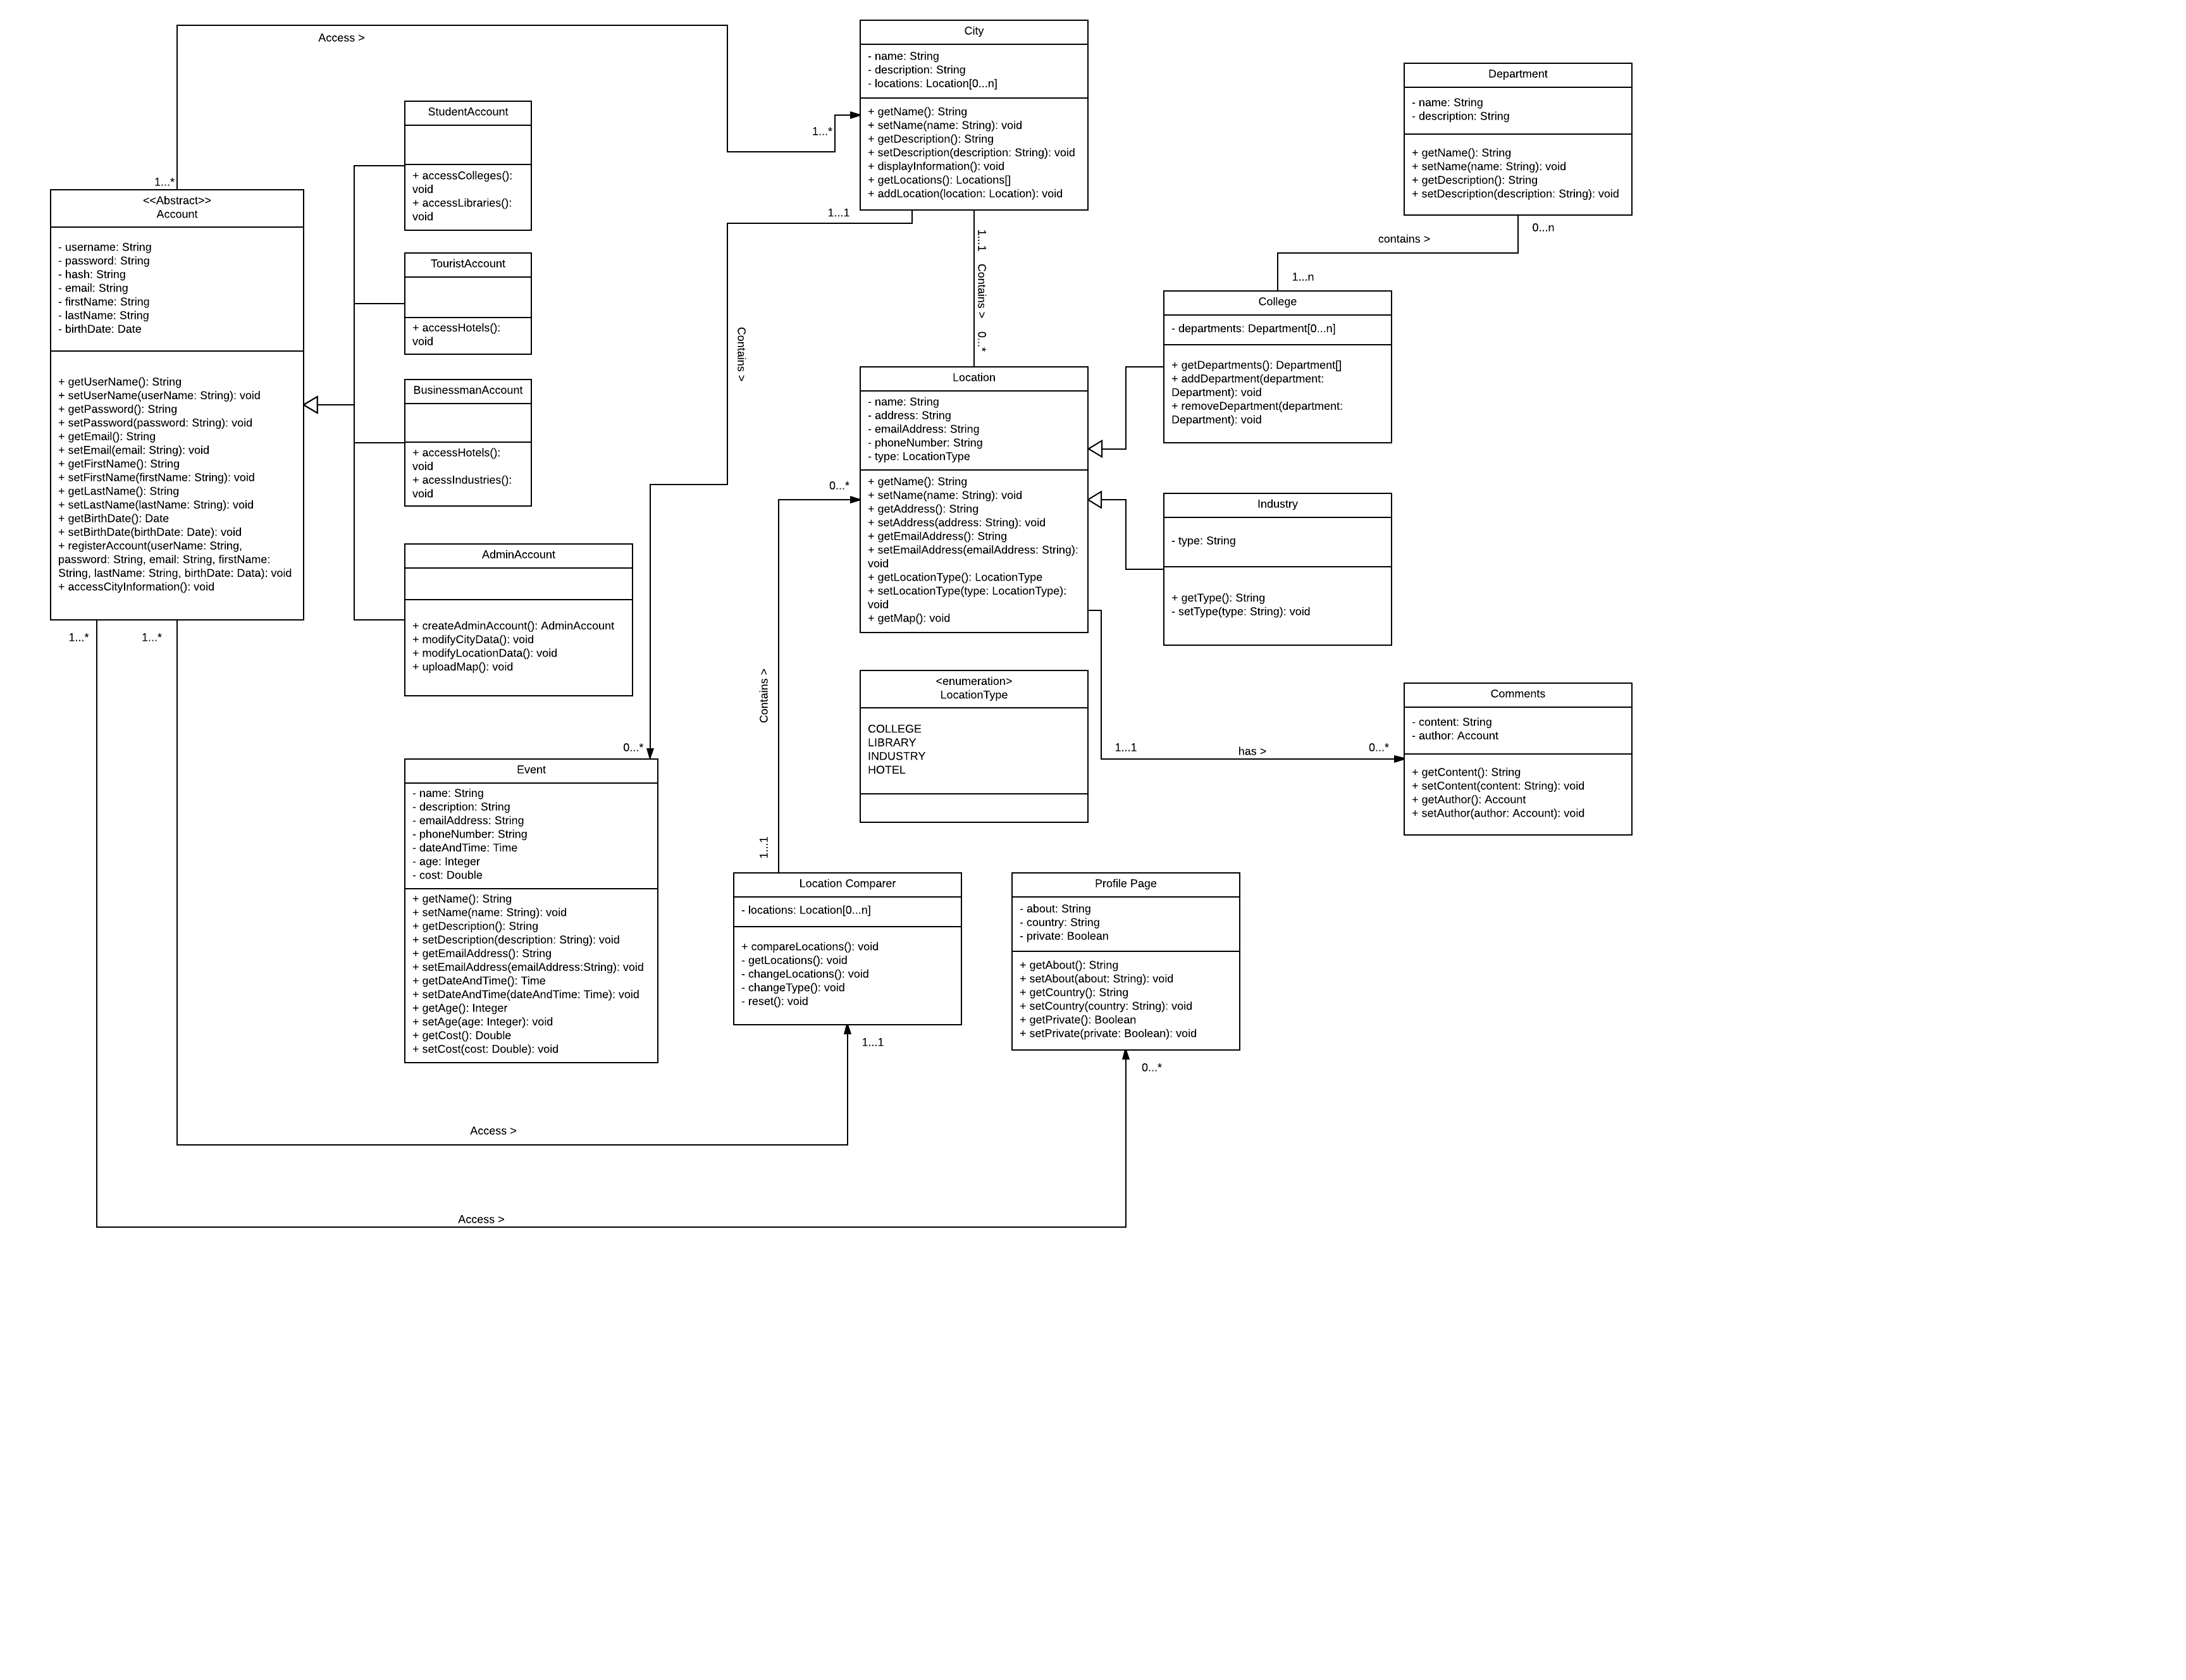 Access >
1...*
<<Abstract>>
Account
- username: String
- password: String
- hash: String
- email: String
- firstName: String
- lastName: String
- birthDate: Date
+ getUserName(): String
+ setUserName(userName: String): void
+ getPassword(): String
+ setPassword(password: String): void
+ getEmail(): String
+ setEmail(email: String): void
+ getFirstName(): String
+ setFirstName(firstName: String): void
+ getLastName(): String
+ setLastName(lastName: String): void
+ getBirthDate(): Date
+ setBirthDate(birthDate: Date): void
+ registerAccount(userName: String,
password: String, email: String, firstName:
String, lastName: String, birthDate: Data): void
+ accessCityInformation(): void
1...*
1...*
StudentAccount
+ accessColleges():
void
+ accessLibraries():
void
TouristAccount
+ accessHotels():
void
BusinessmanAccount
+ accessHotels():
void
+ acessIndustries():
void
AdminAccount
+ createAdminAccount(): AdminAccount
+ modifyCityData(): void
+ modifyLocationData(): void
+ uploadMap(): void
0...*
Event
- name: String
- description: String
- emailAddress: String
- phoneNumber: String
- dateAndTime: Time
- age: Integer
- cost: Double
+ getName(): String
+ setName(name: String): void
+ getDescription(): String
+ setDescription(description: String): void
+ getEmailAddress(): String
+ setEmailAddress(emailAddress:String): void
+ getDateAndTime(): Time
+ setDateAndTime(dateAndTime: Time): void
+ getAge(): Integer
+ setAge(age: Integer): void
+ getCost(): Double
+ setCost(cost: Double): void
Access >
Access >
City
- name: String
- description: String
- locations: Location[0...n]
+ getName(): String
+ setName(name: String): void
+ getDescription(): String
+ setDescription(description: String): void
+ displayInformation(): void
+ getLocations(): Locations[]
+ addLocation(location: Location): void
1...*
1...1
Contains >
1...1
Contains >
0...*
Location
- name: String
- address: String
- emailAddress: String
- phoneNumber: String
- type: LocationType
+ getName(): String
+ setName(name: String): void
+ getAddress(): String
+ setAddress(address: String): void
+ getEmailAddress(): String
+ setEmailAddress(emailAddress: String):
void
+ getLocationType(): LocationType
+ setLocationType(type: LocationType):
void
+ getMap(): void
0...*
Contains >
1...1
<enumeration>
LocationType
COLLEGE
LIBRARY
INDUSTRY
HOTEL
Location Comparer
- locations: Location[0...n]
+ compareLocations(): void
- getLocations(): void
- changeLocations(): void
- changeType(): void
- reset(): void
1...1
Profile Page
- about: String
- country: String
- private: Boolean
+ getAbout(): String
+ setAbout(about: String): void
+ getCountry(): String
+ setCountry(country: String): void
+ getPrivate(): Boolean
+ setPrivate(private: Boolean): void
0...*
Department
- name: String
- description: String
+ getName(): String
+ setName(name: String): void
+ getDescription(): String
+ setDescription(description: String): void
0...n
contains >
1...n
College
- departments: Department[0...n]
+ getDepartments(): Department[]
+ addDepartment(department:
Department): void
+ removeDepartment(department:
Department): void
Industry
- type: String
+ getType(): String
- setType(type: String): void
1...1
has >
0...*
Comments
- content: String
- author: Account
+ getContent(): String
+ setContent(content: String): void
+ getAuthor(): Account
+ setAuthor(author: Account): void